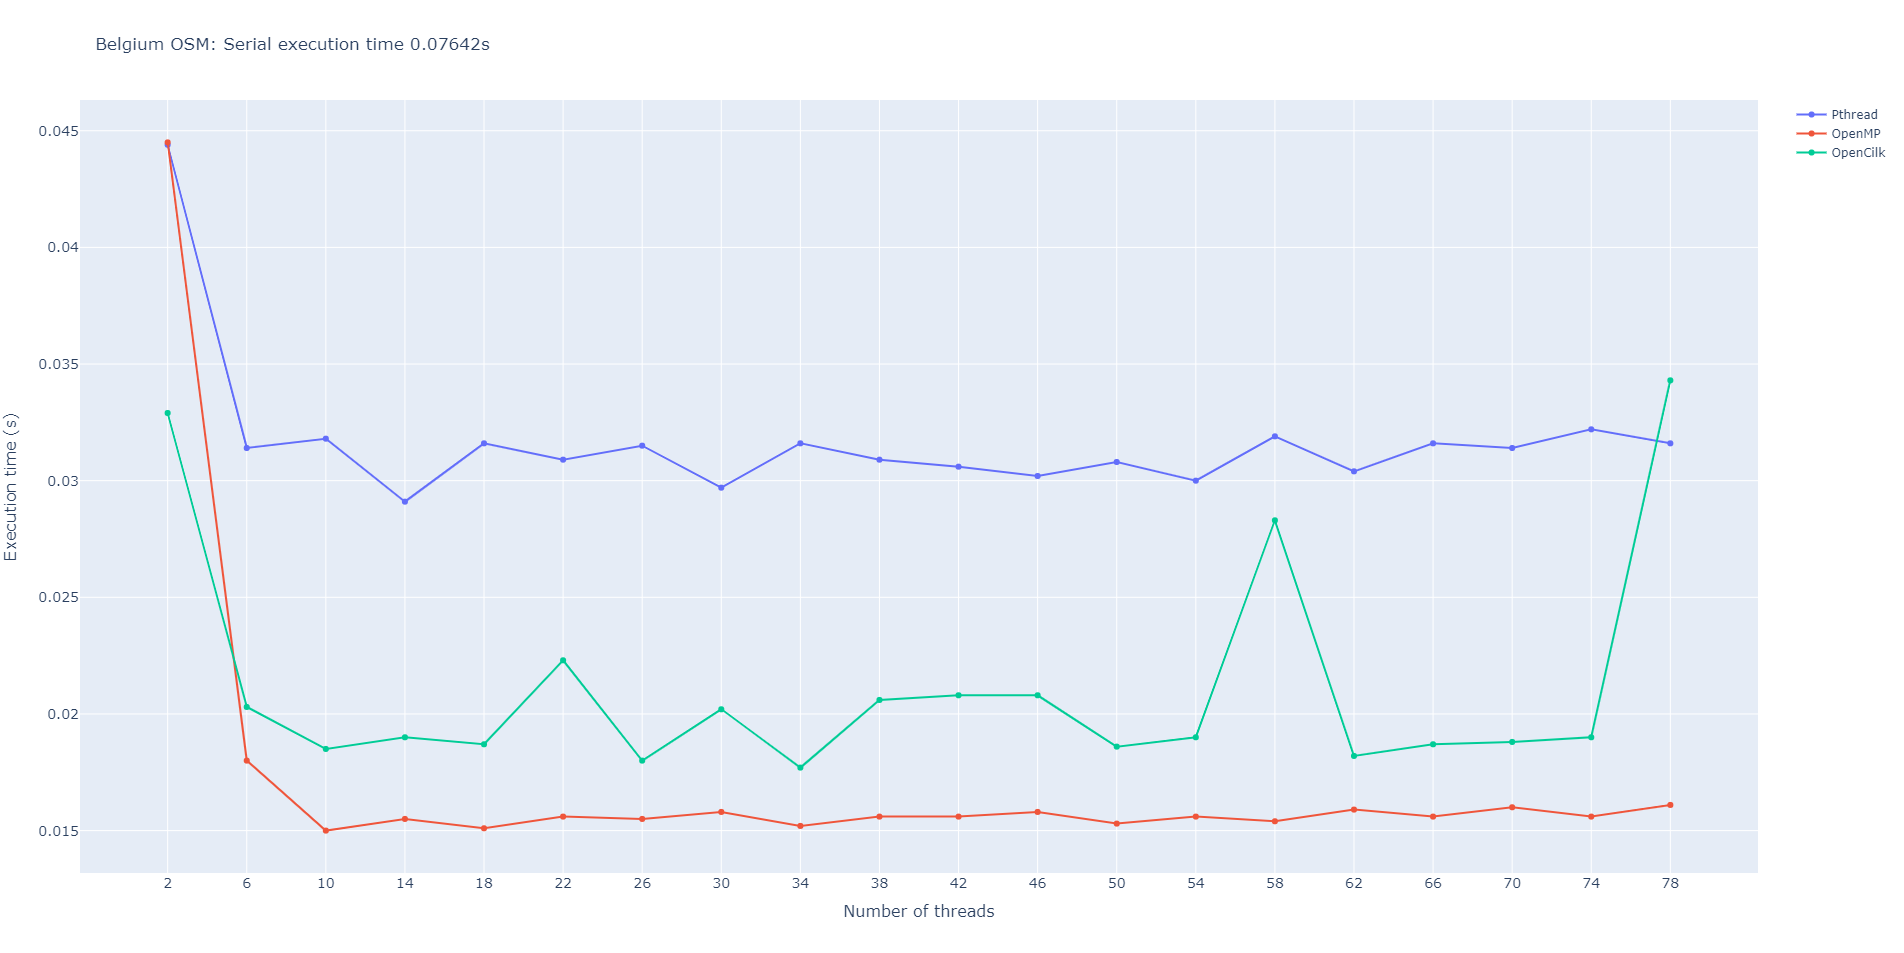 Belgium OSM: Serial execution time 0.07642s
Pthread
OpenMP
OpenCilk
0.045
0.04
0.035
0.03
0.025
0.02
0.015
Execution time (s)
2 6 10 14 18 22 26 30 34 38 42 46 50 54 58 62 66 70 74 78
Number of threads